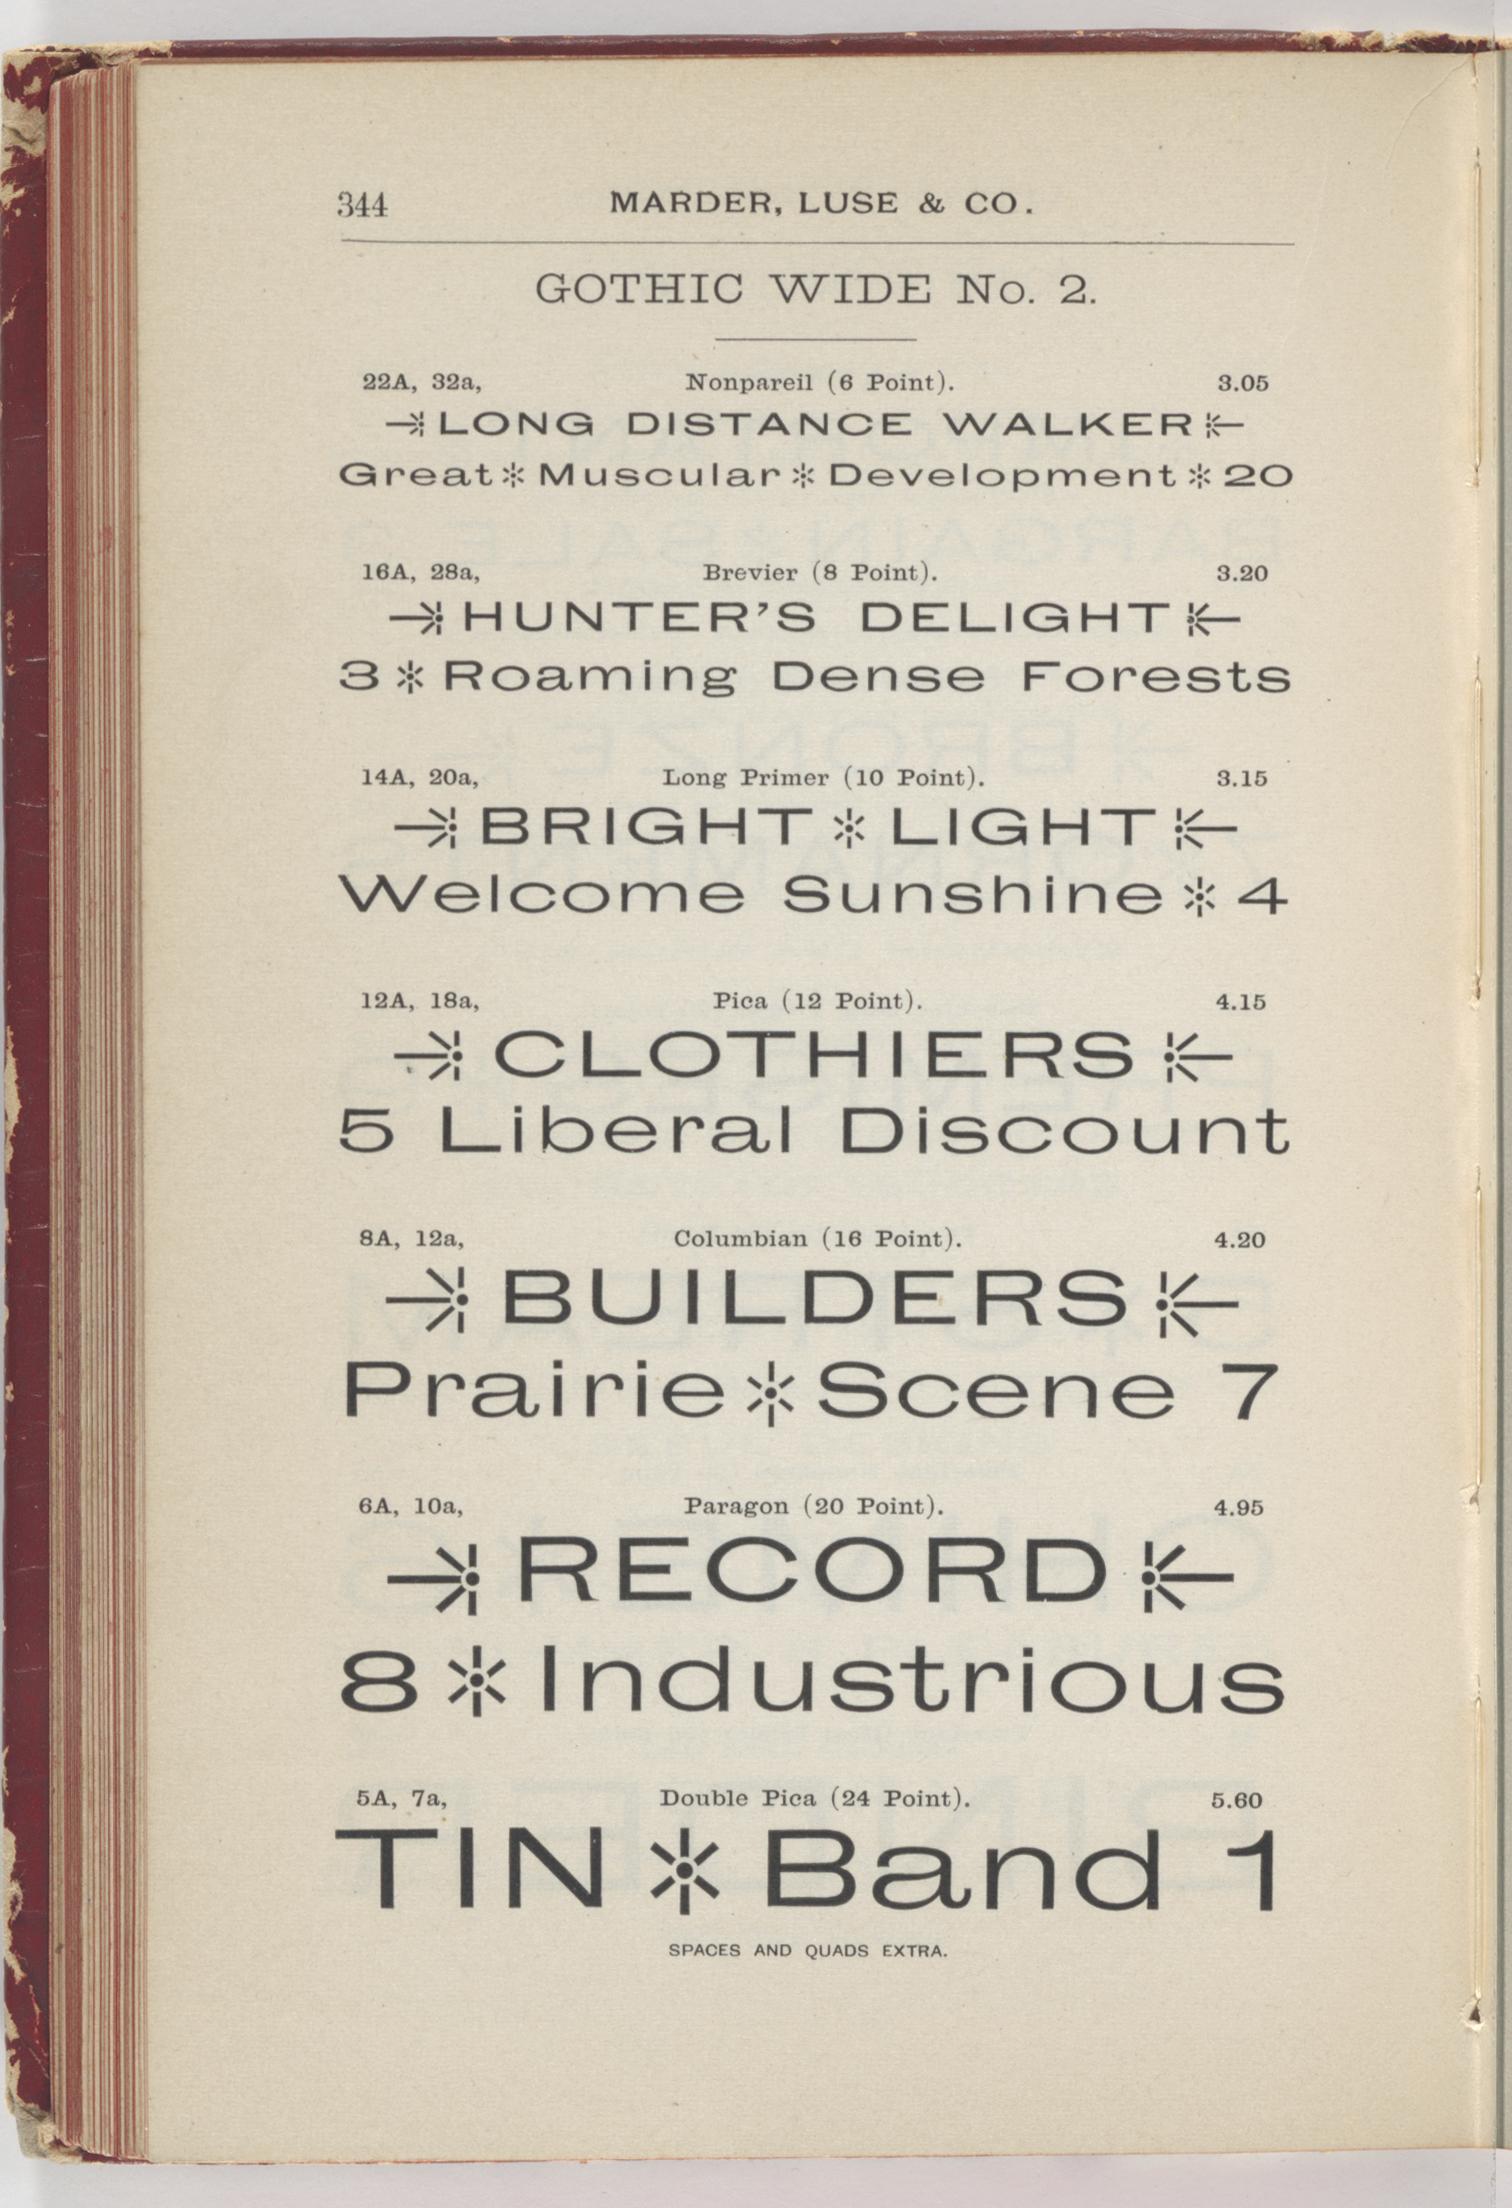 344 MARDER, LUSE & CO.
GOTHIC WIDE No. 2.
22A, 32a, Nonpareil (6 Point). 3.05
LONG DISTANCE WALKER
Great * Muscular * Development * 20
16A, 28a, Brevier (8 Point). 3.20
HUNTER’S DELIGHT
3 * Roaming Dense Forests
14A, 20a, Long Primer (10 Point). 3.15
BRIGHT * LIGHT
Welcome Sunshine * 4
12A, 18a, Pica (12 Point). 4.15
CLOTHIERS
5 Liberal Discount
8A, 12a, Columbian (16 Point). 4.20
BUILDERS
Prairie * Scene 7
6A, 10a, Paragon (20 Point). 4.95
RECORD
8 * Industrious
5A, 7a, Double Pica (24 Point). 5.60
TIN * Band 1
SPACES AND QUADS EXTRA.